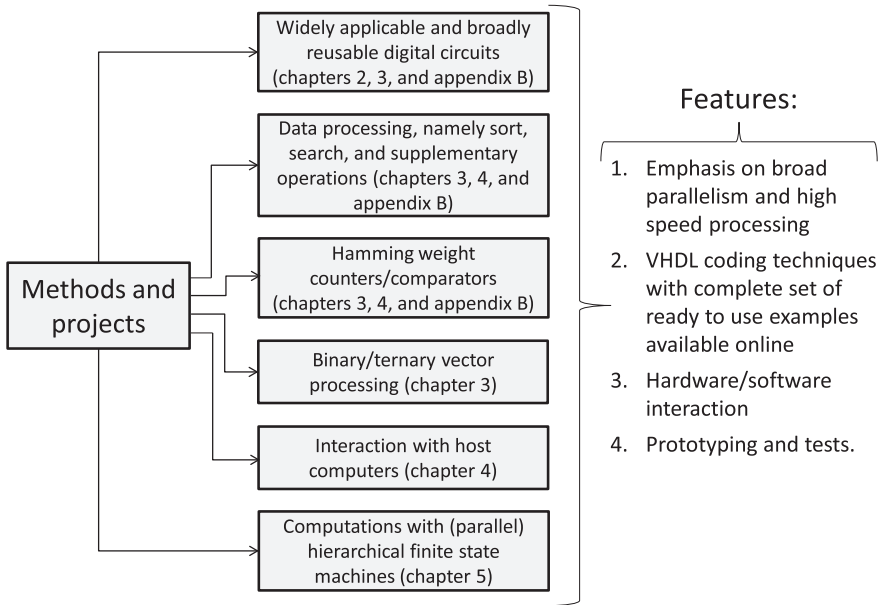 Methods and
projects
Widely applicable and broadly
reusable digital circuits
(chapters 2, 3, and appendix B)
Data processing, namely sort,
search, and supplementary
operations (chapters 3, 4, and
appendix B)
Hamming weight
counters/comparators
(chapters 3, 4, and appendix B)
Binary/ternary vector
processing (chapter 3)
Interaction with host
computers (chapter 4)
Computations with (parallel)
hierarchical finite state
machines (chapter 5)
Features:
1. Emphasis on broad
parallelism and high
speed processing
2. VHDL coding techniques
with complete set of
ready to use examples
available online
3. Hardware/software
interaction
4. Prototyping and tests.